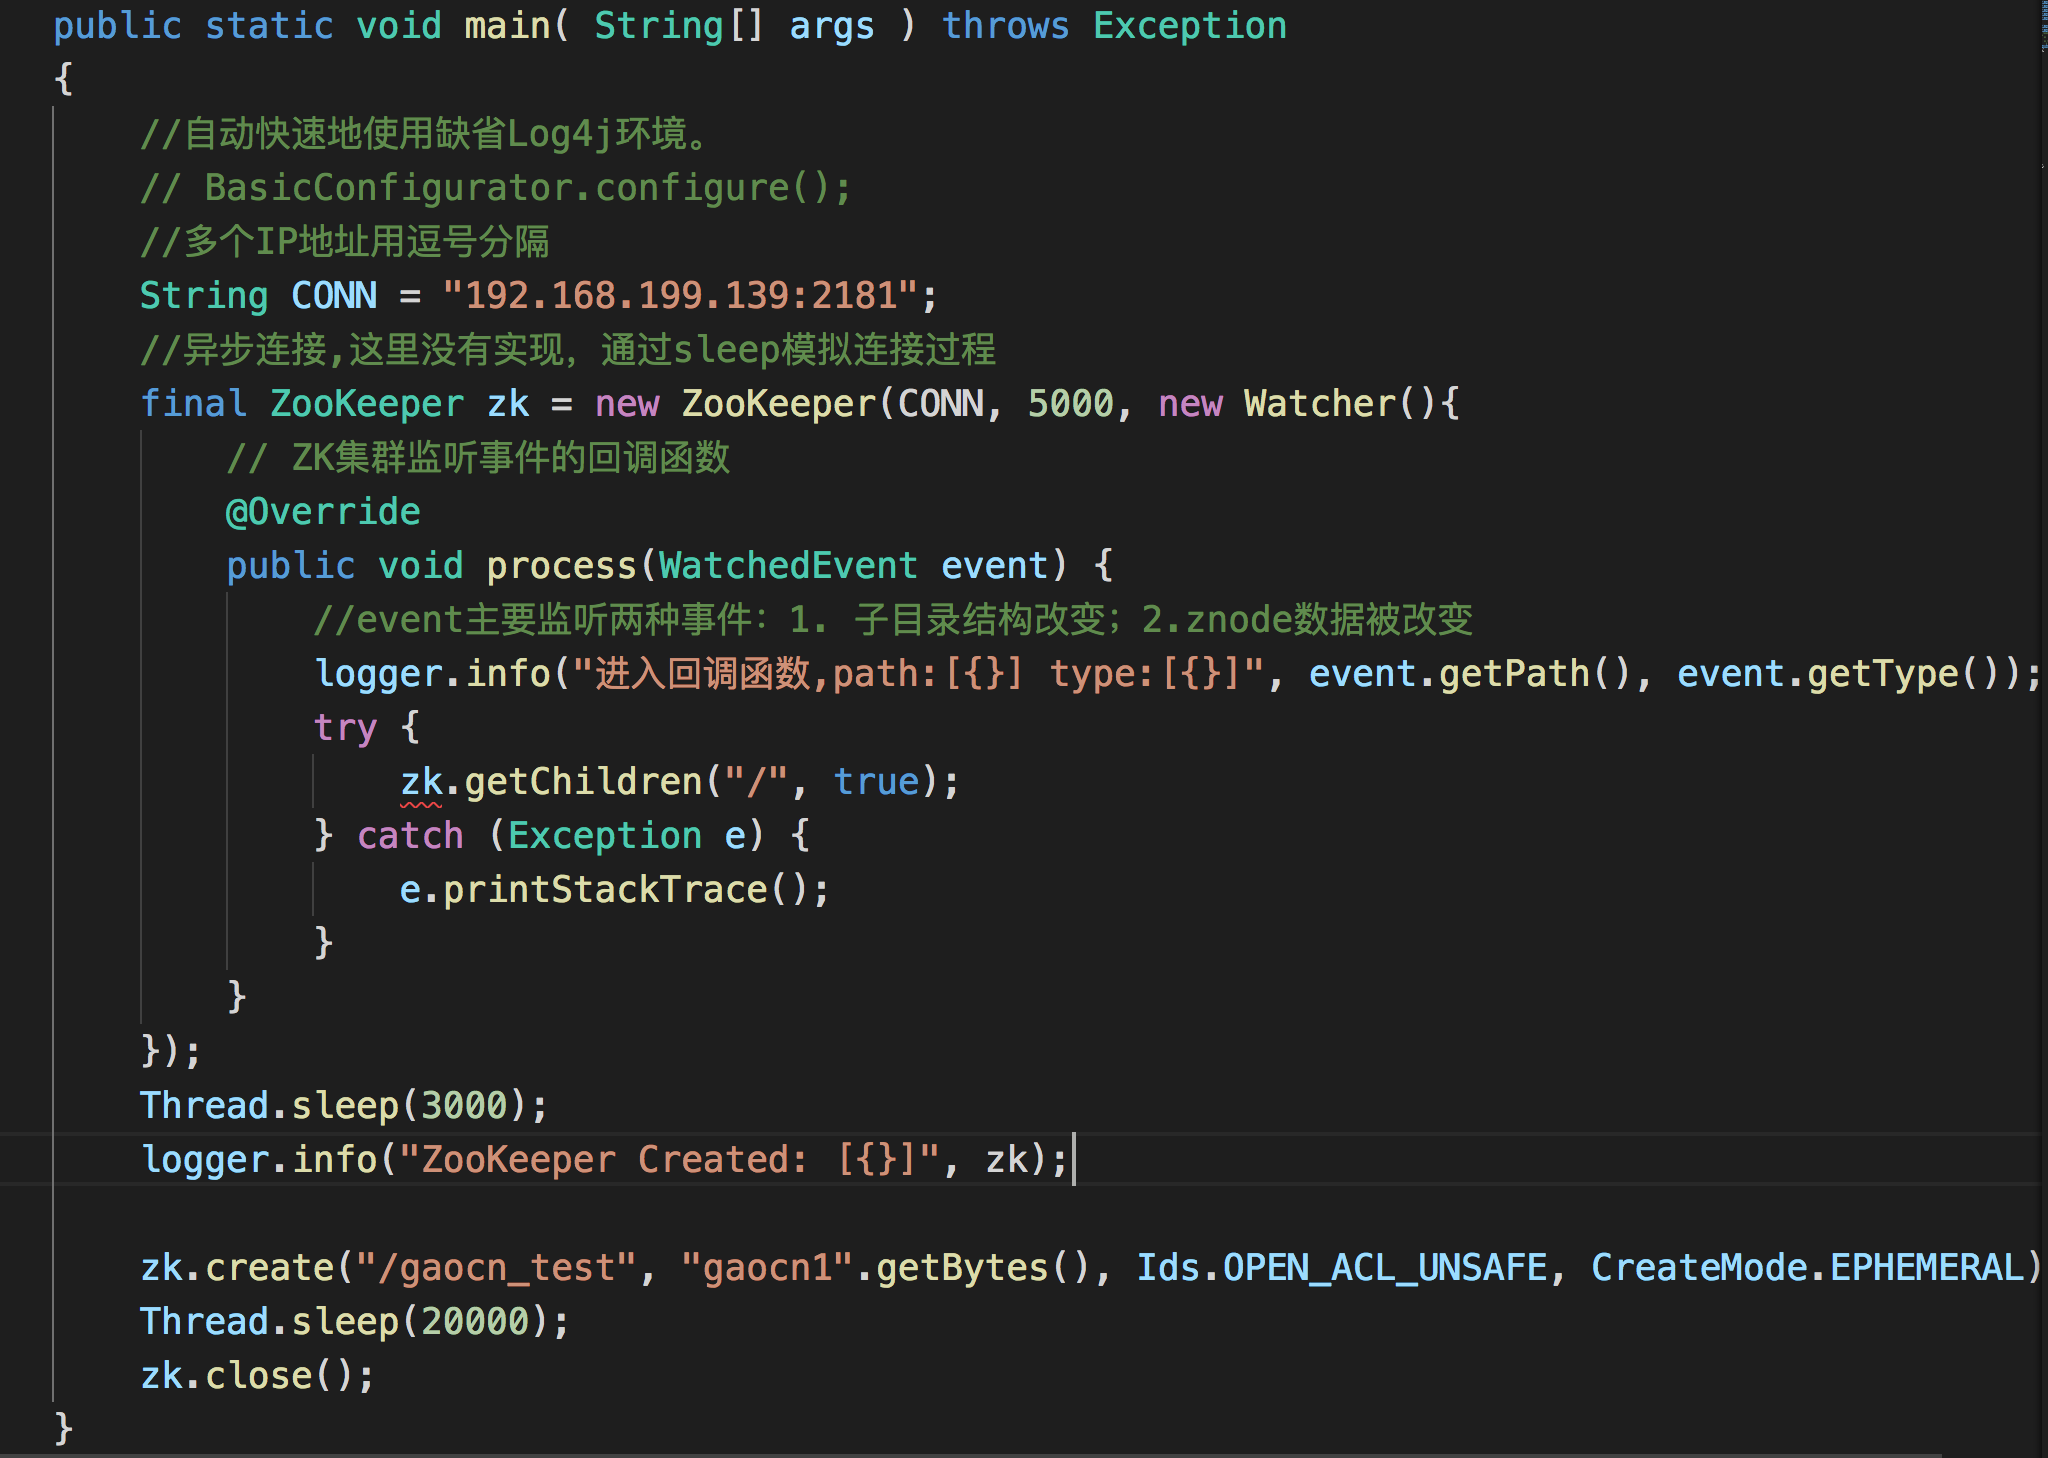 public static void main( String[] args ) throws Exception
{
//自动快速地使用缺省Log4j环境。
// BasicConfigurator.configure();
//多个IP地址用逗号分隔
String CONN = "192.168.199.139:2181";
//异步连接,这里没有实现，通过sleep模拟连接过程
final ZooKeeper zk = new ZooKeeper(CONN, 5000, new Watcher(){
// ZK集群监听事件的回调函数
@Override
public void process(WatchedEvent event) {
//event主要监听两种事件：1. 子目录结构改变；2.znode数据被改变
logger.info("进入回调函数,path:[{}] type:[{}]", event.getPath(), event.getType());
try {
zk.getChildren("/", true);
} catch (Exception e) {
e.printStackTrace();
}
}
});
Thread.sleep(3000);
logger.info("ZooKeeper Created: [{}]", zk);
zk.create("/gaocn_test", "gaocn1".getBytes(), Ids.OPEN_ACL_UNSAFE, CreateMode.EPHEMERAL)
Thread.sleep(20000);
zk.close();
}